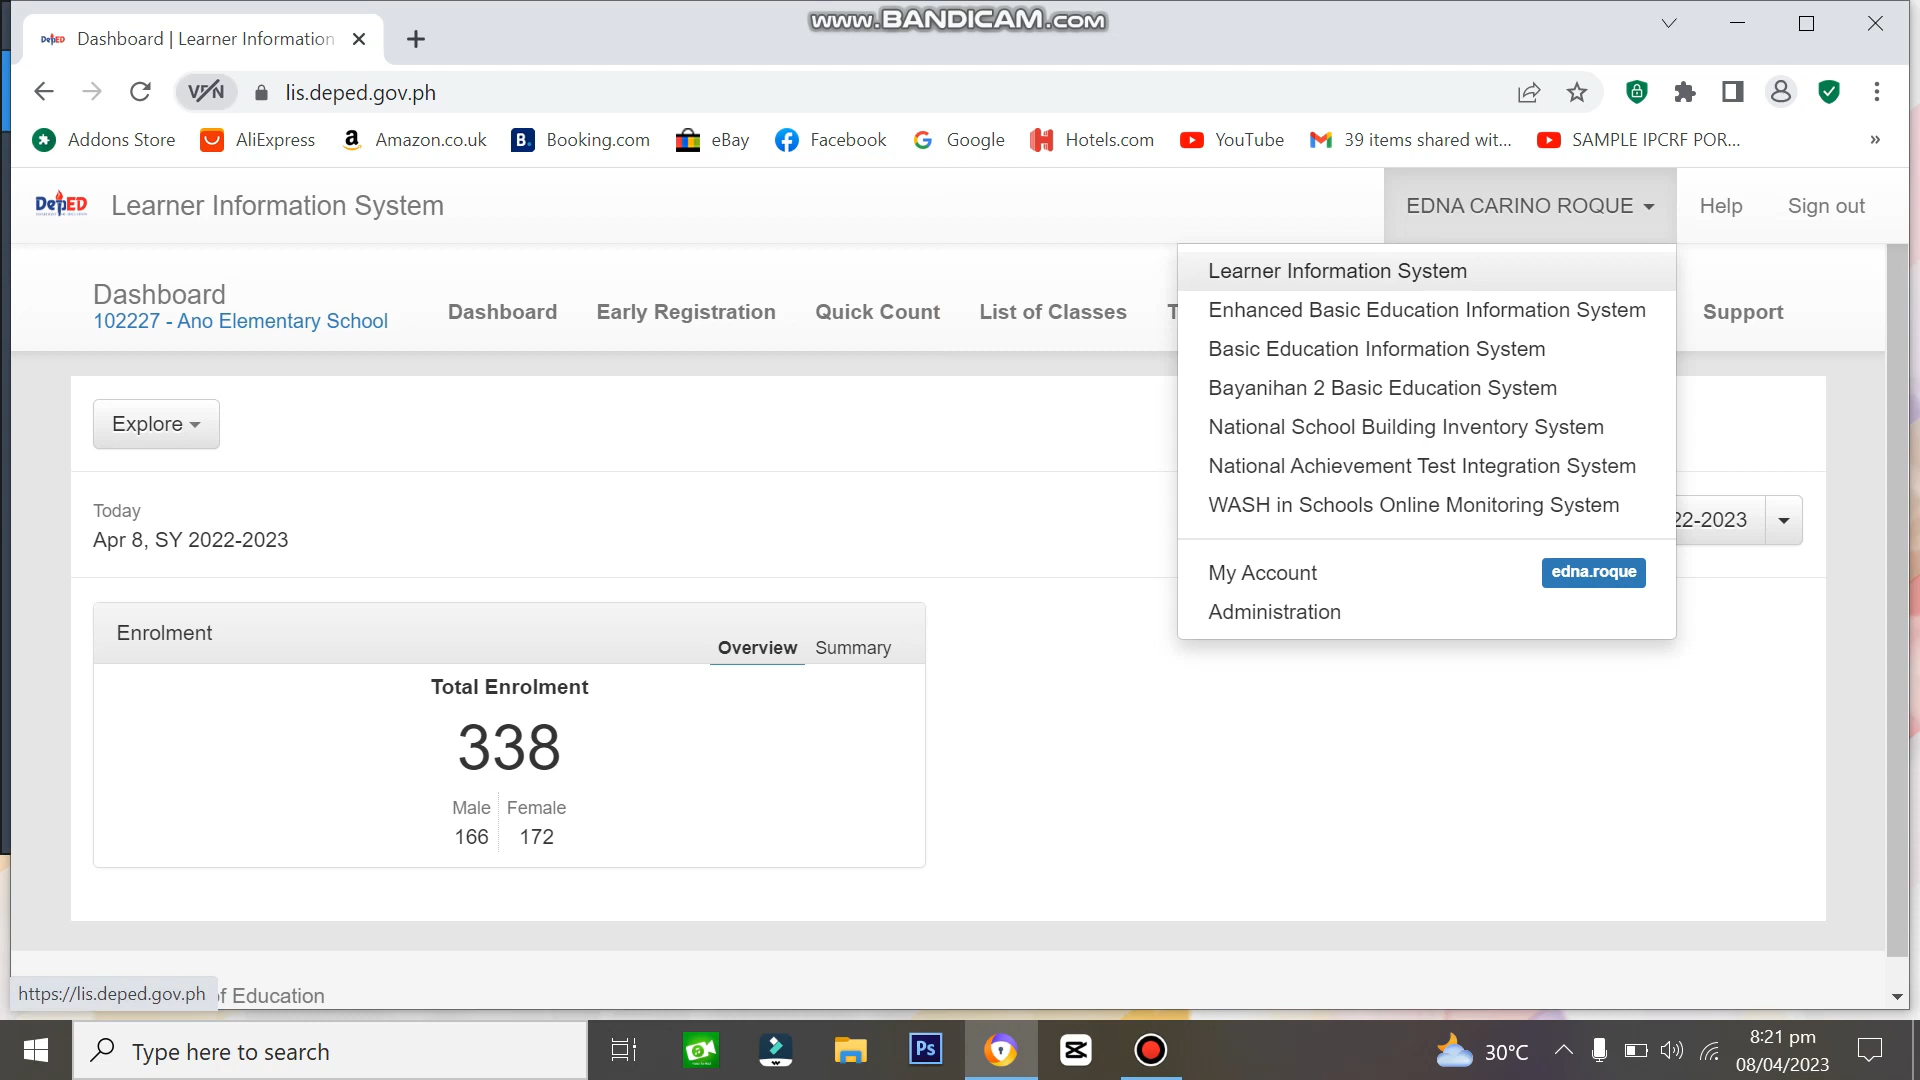 www.BANDICAM.com
DepED
Dashboard | Learner Information
VPN
lis.deped.gov.ph
Addons Store
AliExpress
a
Amazon.co.uk
B.
Booking.com
eBay
Facebook
Google
Hotels.com
YouTube
39 items shared wit...
SAMPLE IPCRF POR...
»
DepED
Learner Information System
EDNA CARINO ROQUE
Help
Sign out
Dashboard
102227 - Ano Elementary School
Dashboard
Early Registration
Quick Count
List of Classes
T
Support
Learner Information System
Enhanced Basic Education Information System
Basic Education Information System
Bayanihan 2 Basic Education System
National School Building Inventory System
National Achievement Test Integration System
WASH in Schools Online Monitoring System
My Account
edna.roque
Administration
Explore
Today
Apr 8, SY 2022-2023
22-2023
Enrolment
Overview
Summary
Total Enrolment
338
Male
Female
166
172
https://lis.deped.gov.ph
of Education
Type here to search
Ps
30°C
8:21 pm
08/04/2023